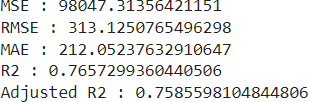 MSE : 98047.31356421151
RMSE : 313.1250765496298
MAE : 212.05237632910647
R2 : 0.7657299360440506
Adjusted R2 : 0.7585598104844806